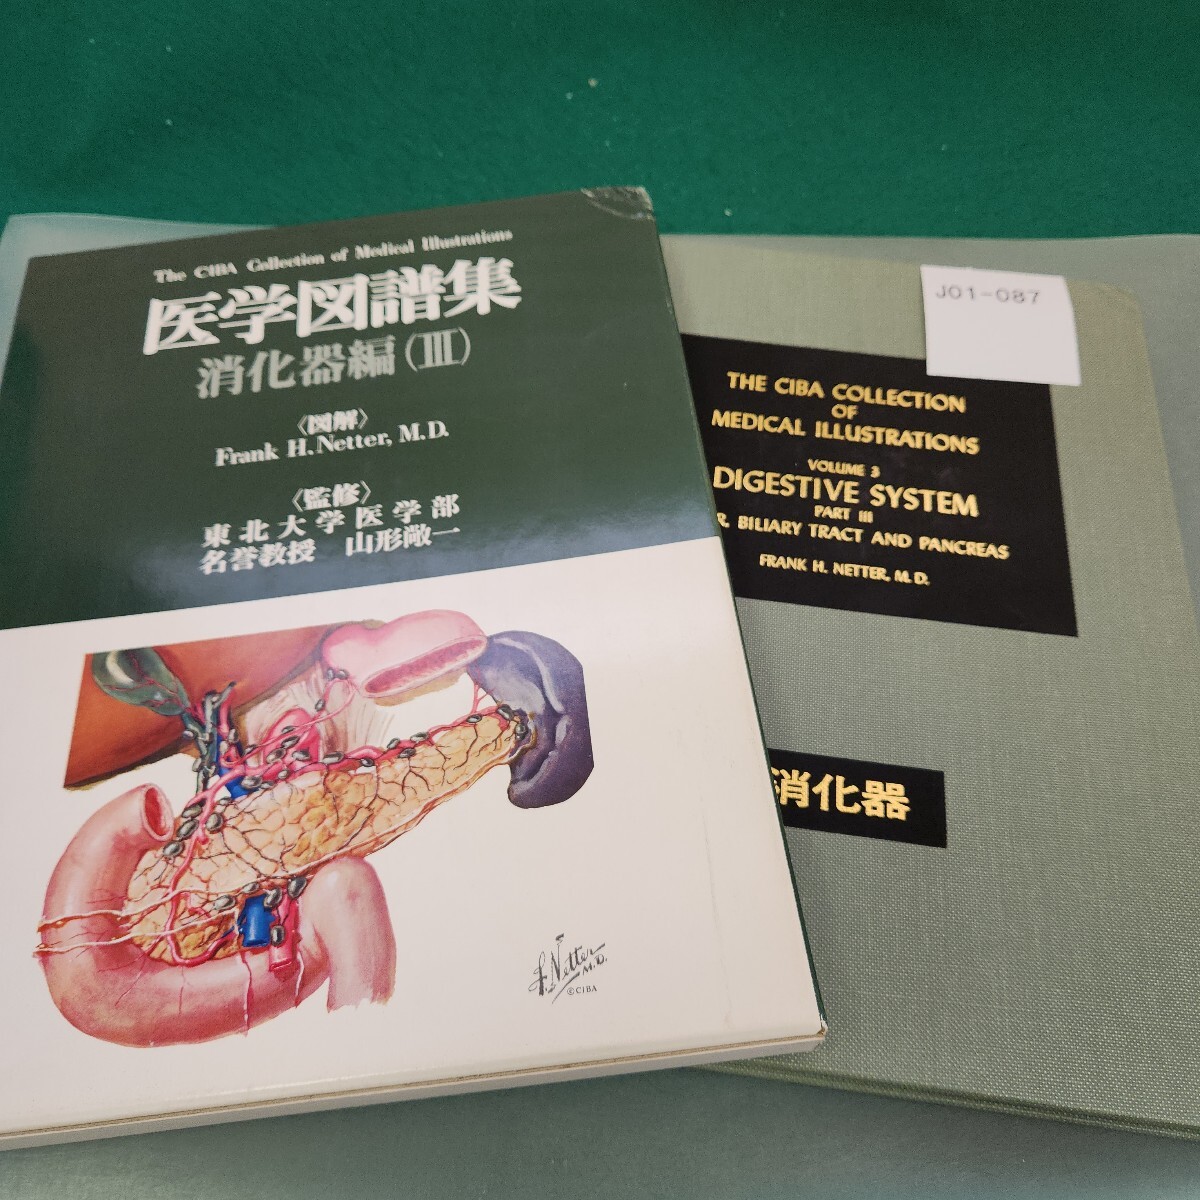 The CIBA Collection of Medical Illustrations
医学図譜集
消化器編(III)
〈図解〉
Frank H. Netter, M.D.
〈監修〉
東北大学医学部
名誉教授 山形敞一
F. Netter
M.D.
©CIBA
J01-087
THE CIBA COLLECTION
OF
MEDICAL ILLUSTRATIONS
VOLUME 3
DIGESTIVE SYSTEM
PART III
BILIARY TRACT AND PANCREAS
FRANK H. NETTER, M.D.
消化器